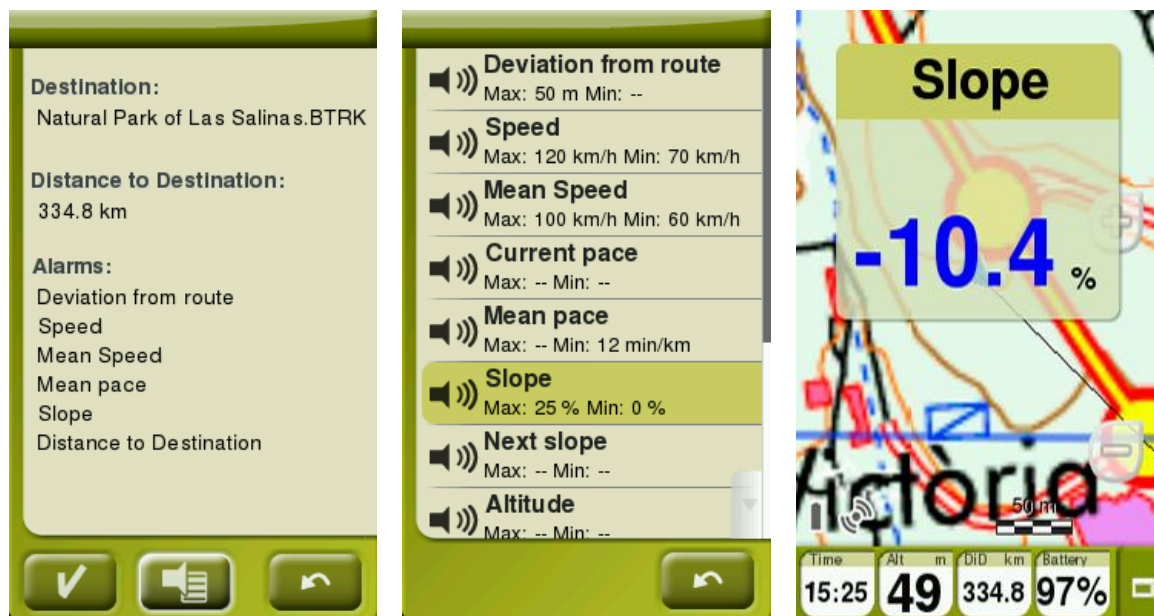 Destination:
Natural Park of Las Salinas.BTRK
Distance to Destination:
334.8 km
Alarms:
Deviation from route
Speed
Mean Speed
Mean pace
Slope
Distance to Destination
Deviation from route
Max: 50 m Min: --
Speed
Max: 120 km/h Min: 70 km/h
Mean Speed
Max: 100 km/h Min: 60 km/h
Current pace
Max: -- Min: --
Mean pace
Max: -- Min: 12 min/km
Slope
Max: 25 % Min: 0 %
Next slope
Max: -- Min: --
Altitude
Max: -- Min: --
Slope
-10.4 %
Victòria
50 m
Time
15:25
Alt m
49
DiD km
334.8
Battery
97%